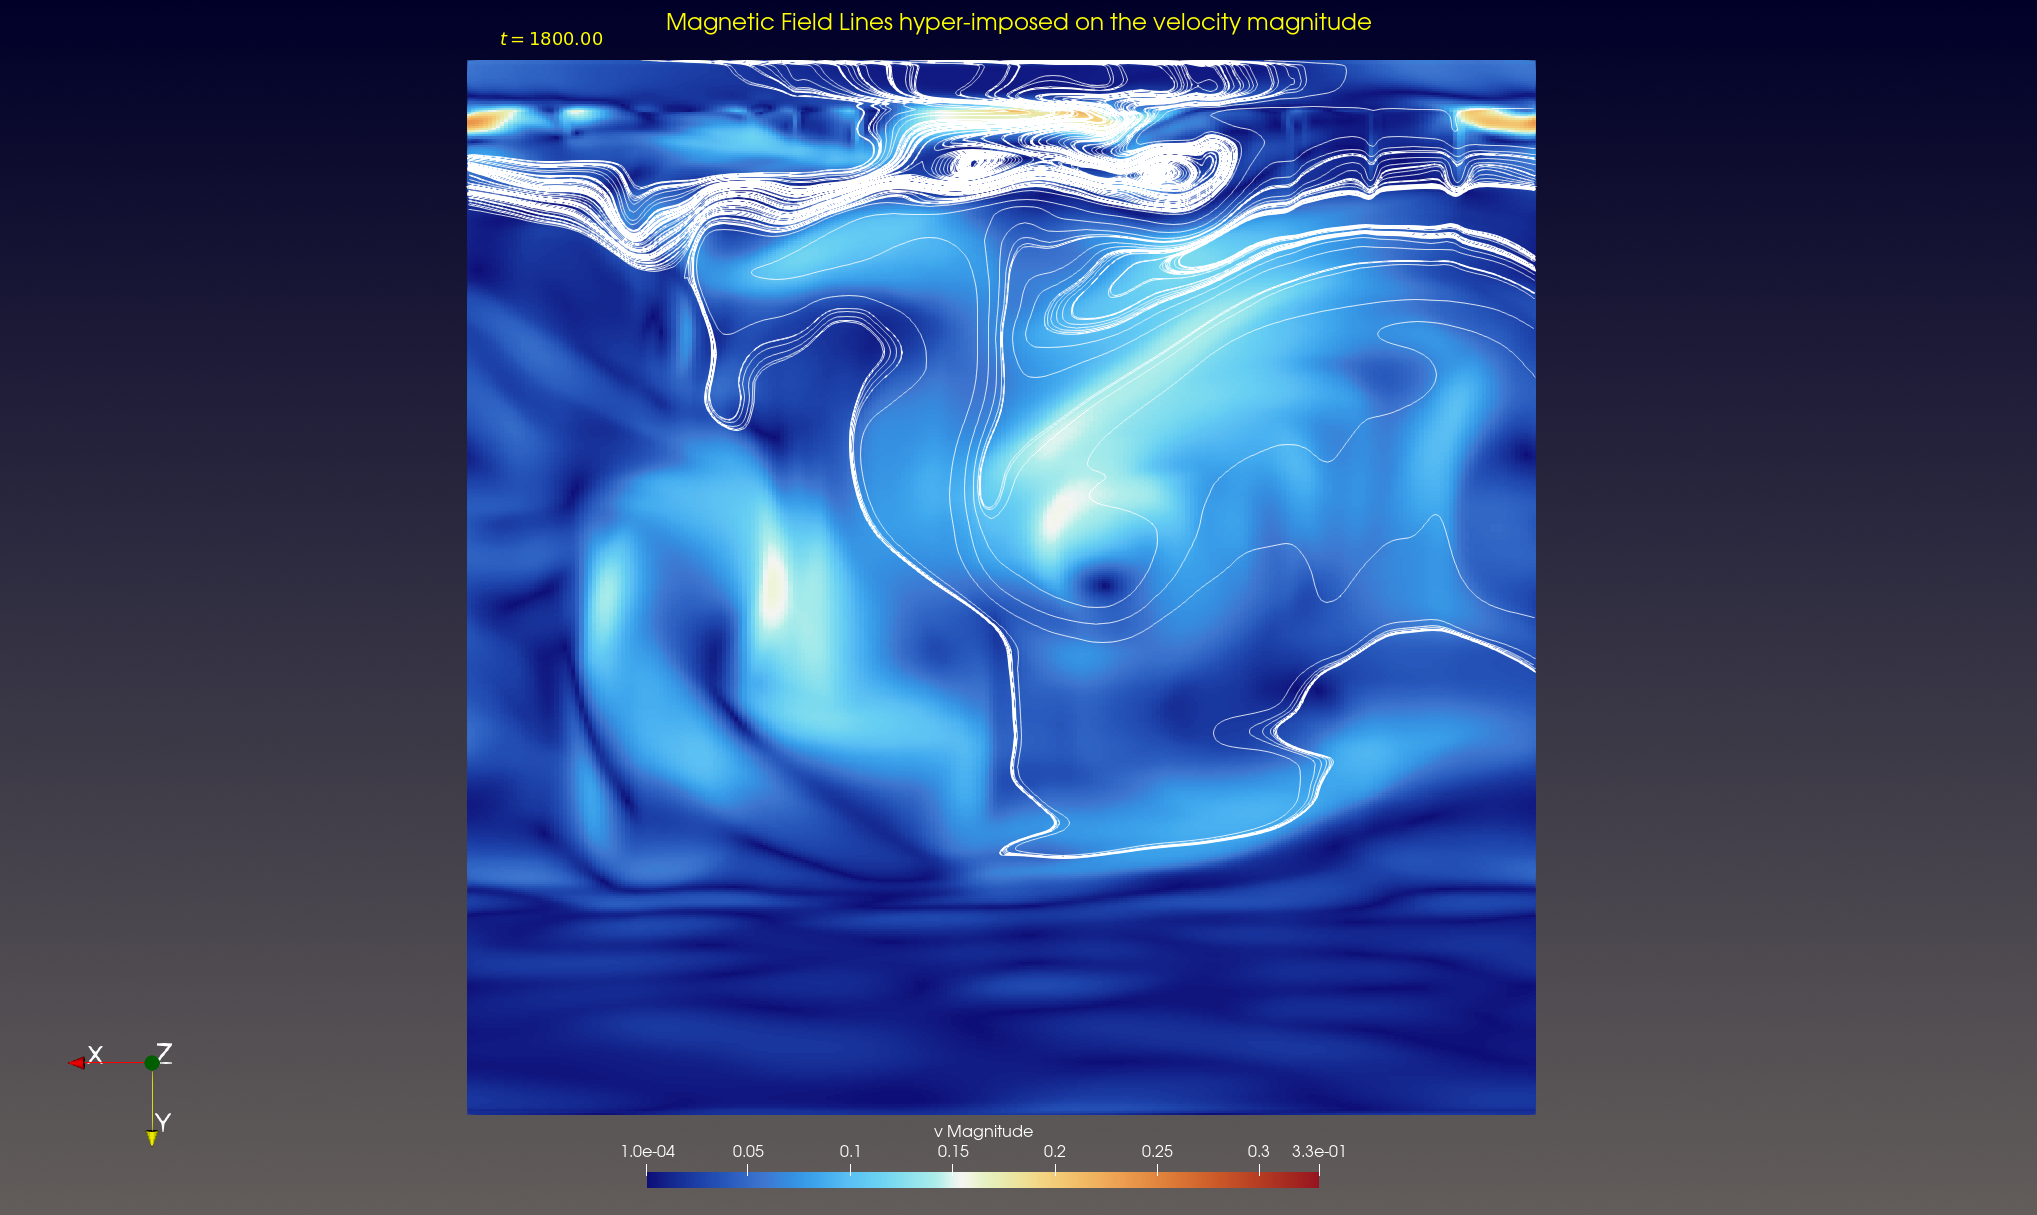 Magnetic Field Lines hyper-imposed on the velocity magnitude
t = 1800.00
X Z
Y
v Magnitude
1.0e-04 0.05 0.1 0.15 0.2 0.25 0.3 3.3e-01